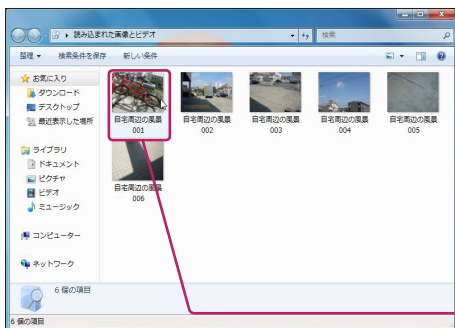 読み込まれた画像とビデオ
検索
整理
検索条件を保存
新しい条件
お気に入り
ダウンロード
デスクトップ
最近表示した場所
ライブラリ
ドキュメント
ピクチャ
ビデオ
ミュージック
コンピューター
ネットワーク
自宅周辺の風景
001
自宅周辺の風景
002
自宅周辺の風景
003
自宅周辺の風景
004
自宅周辺の風景
005
自宅周辺の風景
006
6 個の項目
6 個の項目